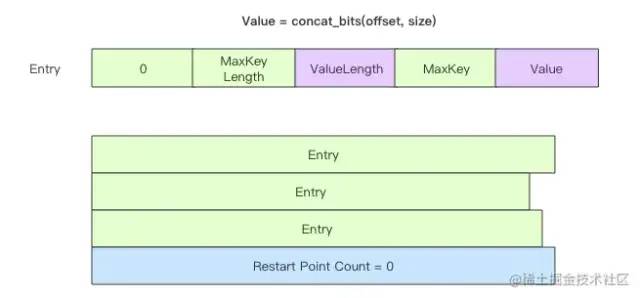 Value = concat_bits(offset, size)
Entry
0
MaxKey
Length
ValueLength
MaxKey
Value
Entry
Entry
Entry
Restart Point Count = 0
@稀土掘金技术社区